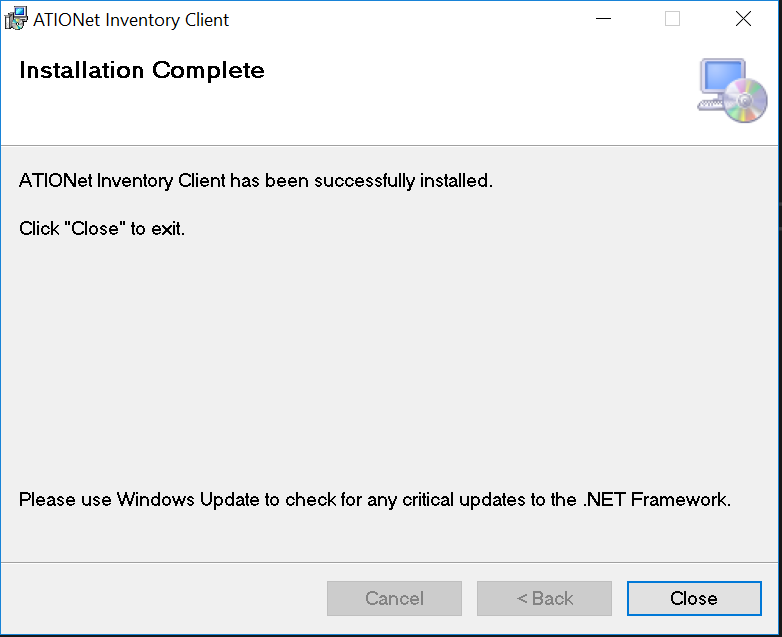 ATIONet Inventory Client
Installation Complete
ATIONet Inventory Client has been successfully installed.
Click "Close" to exit.
Please use Windows Update to check for any critical updates to the .NET Framework.
Cancel
< Back
Close